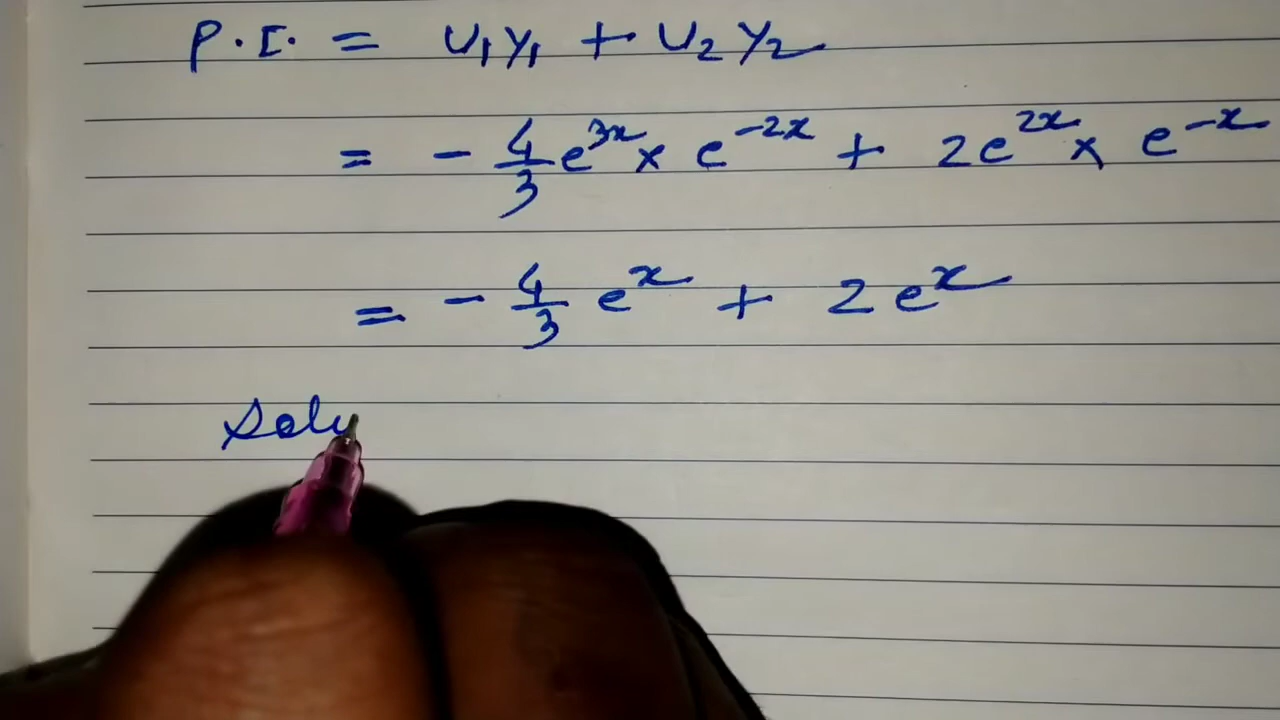 P.I. = U₁y₁ + U₂y₂
= - 4/3 e^{3x} × e^{-2x} + 2e^{2x} × e^{-x}
= - 4/3 e^{x} + 2e^{x}
Solu